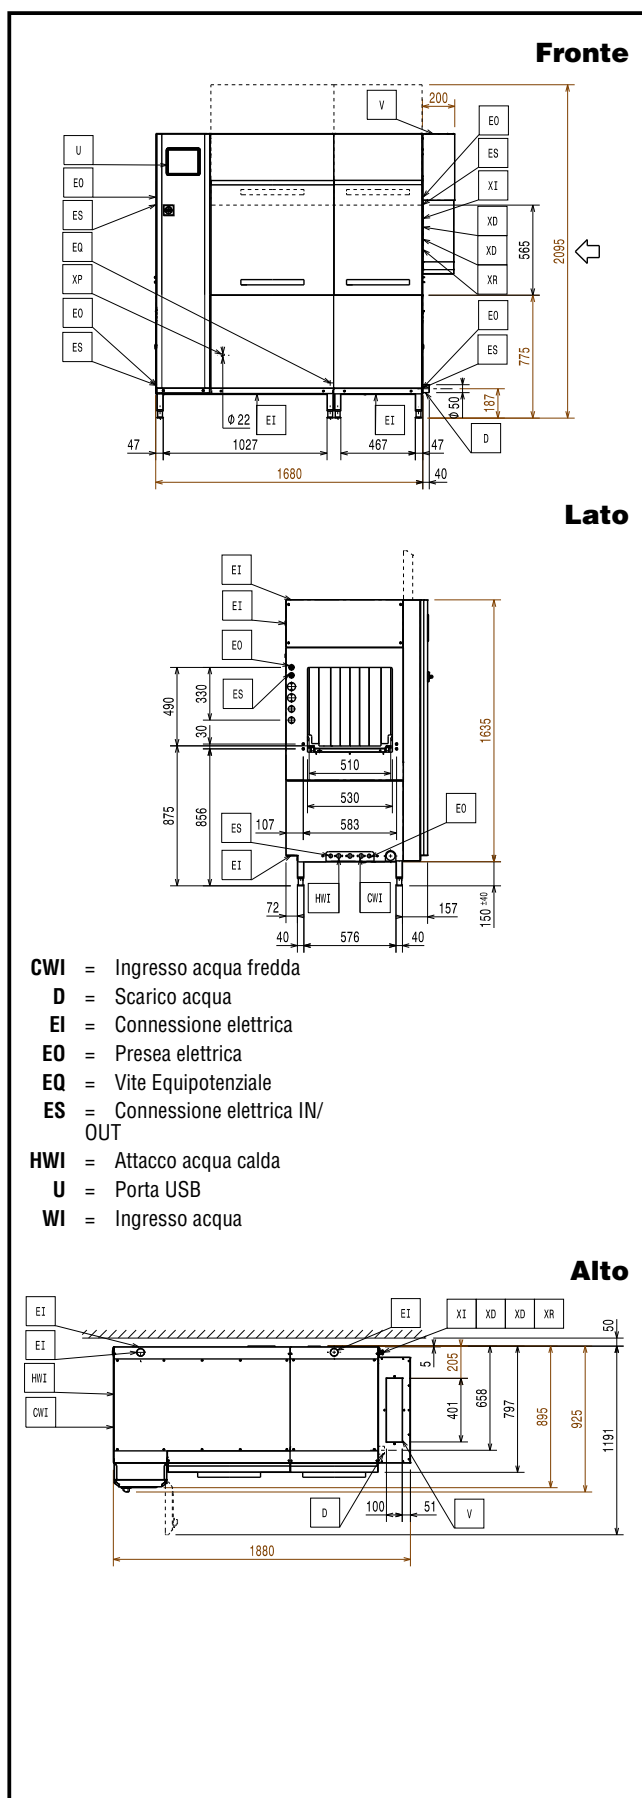 Fronte
V
200
EO
ES
XI
XD
XD
XR
EO
ES
U
EO
ES
EQ
XP
EO
ES
565
2095
775
187
Φ50
Φ22
EI
EI
D
47
1027
467
47
1680
40
Lato
EI
EI
EO
ES
490
330
30
875
856
510
530
107
583
ES
EI
EO
HWI
CWI
1635
150 ±40
72
157
40
576
40
CWI = Ingresso acqua fredda
D = Scarico acqua
EI = Connessione elettrica
EO = Presea elettrica
EQ = Vite Equipotenziale
ES = Connessione elettrica IN/
OUT
HWI = Attacco acqua calda
U = Porta USB
WI = Ingresso acqua
Alto
EI
EI
HWI
CWI
EI
XI XD XD XR
50
5
205
401
658
797
895
925
1191
D
100
51
V
1880